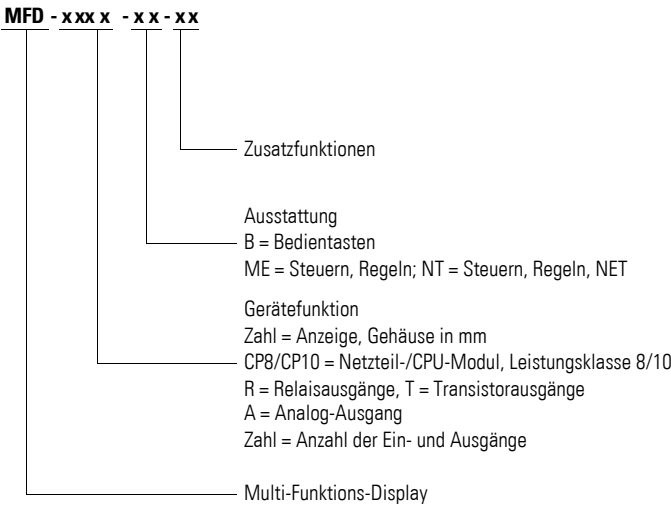 MFD - x xx x - x x - x x
Zusatzfunktionen
Ausstattung
B = Bedientasten
ME = Steuern, Regeln; NT = Steuern, Regeln, NET
Gerätefunktion
Zahl = Anzeige, Gehäuse in mm
CP8/CP10 = Netzteil-/CPU-Modul, Leistungsklasse 8/10
R = Relaisausgänge, T = Transistorausgänge
A = Analog-Ausgang
Zahl = Anzahl der Ein- und Ausgänge
Multi-Funktions-Display